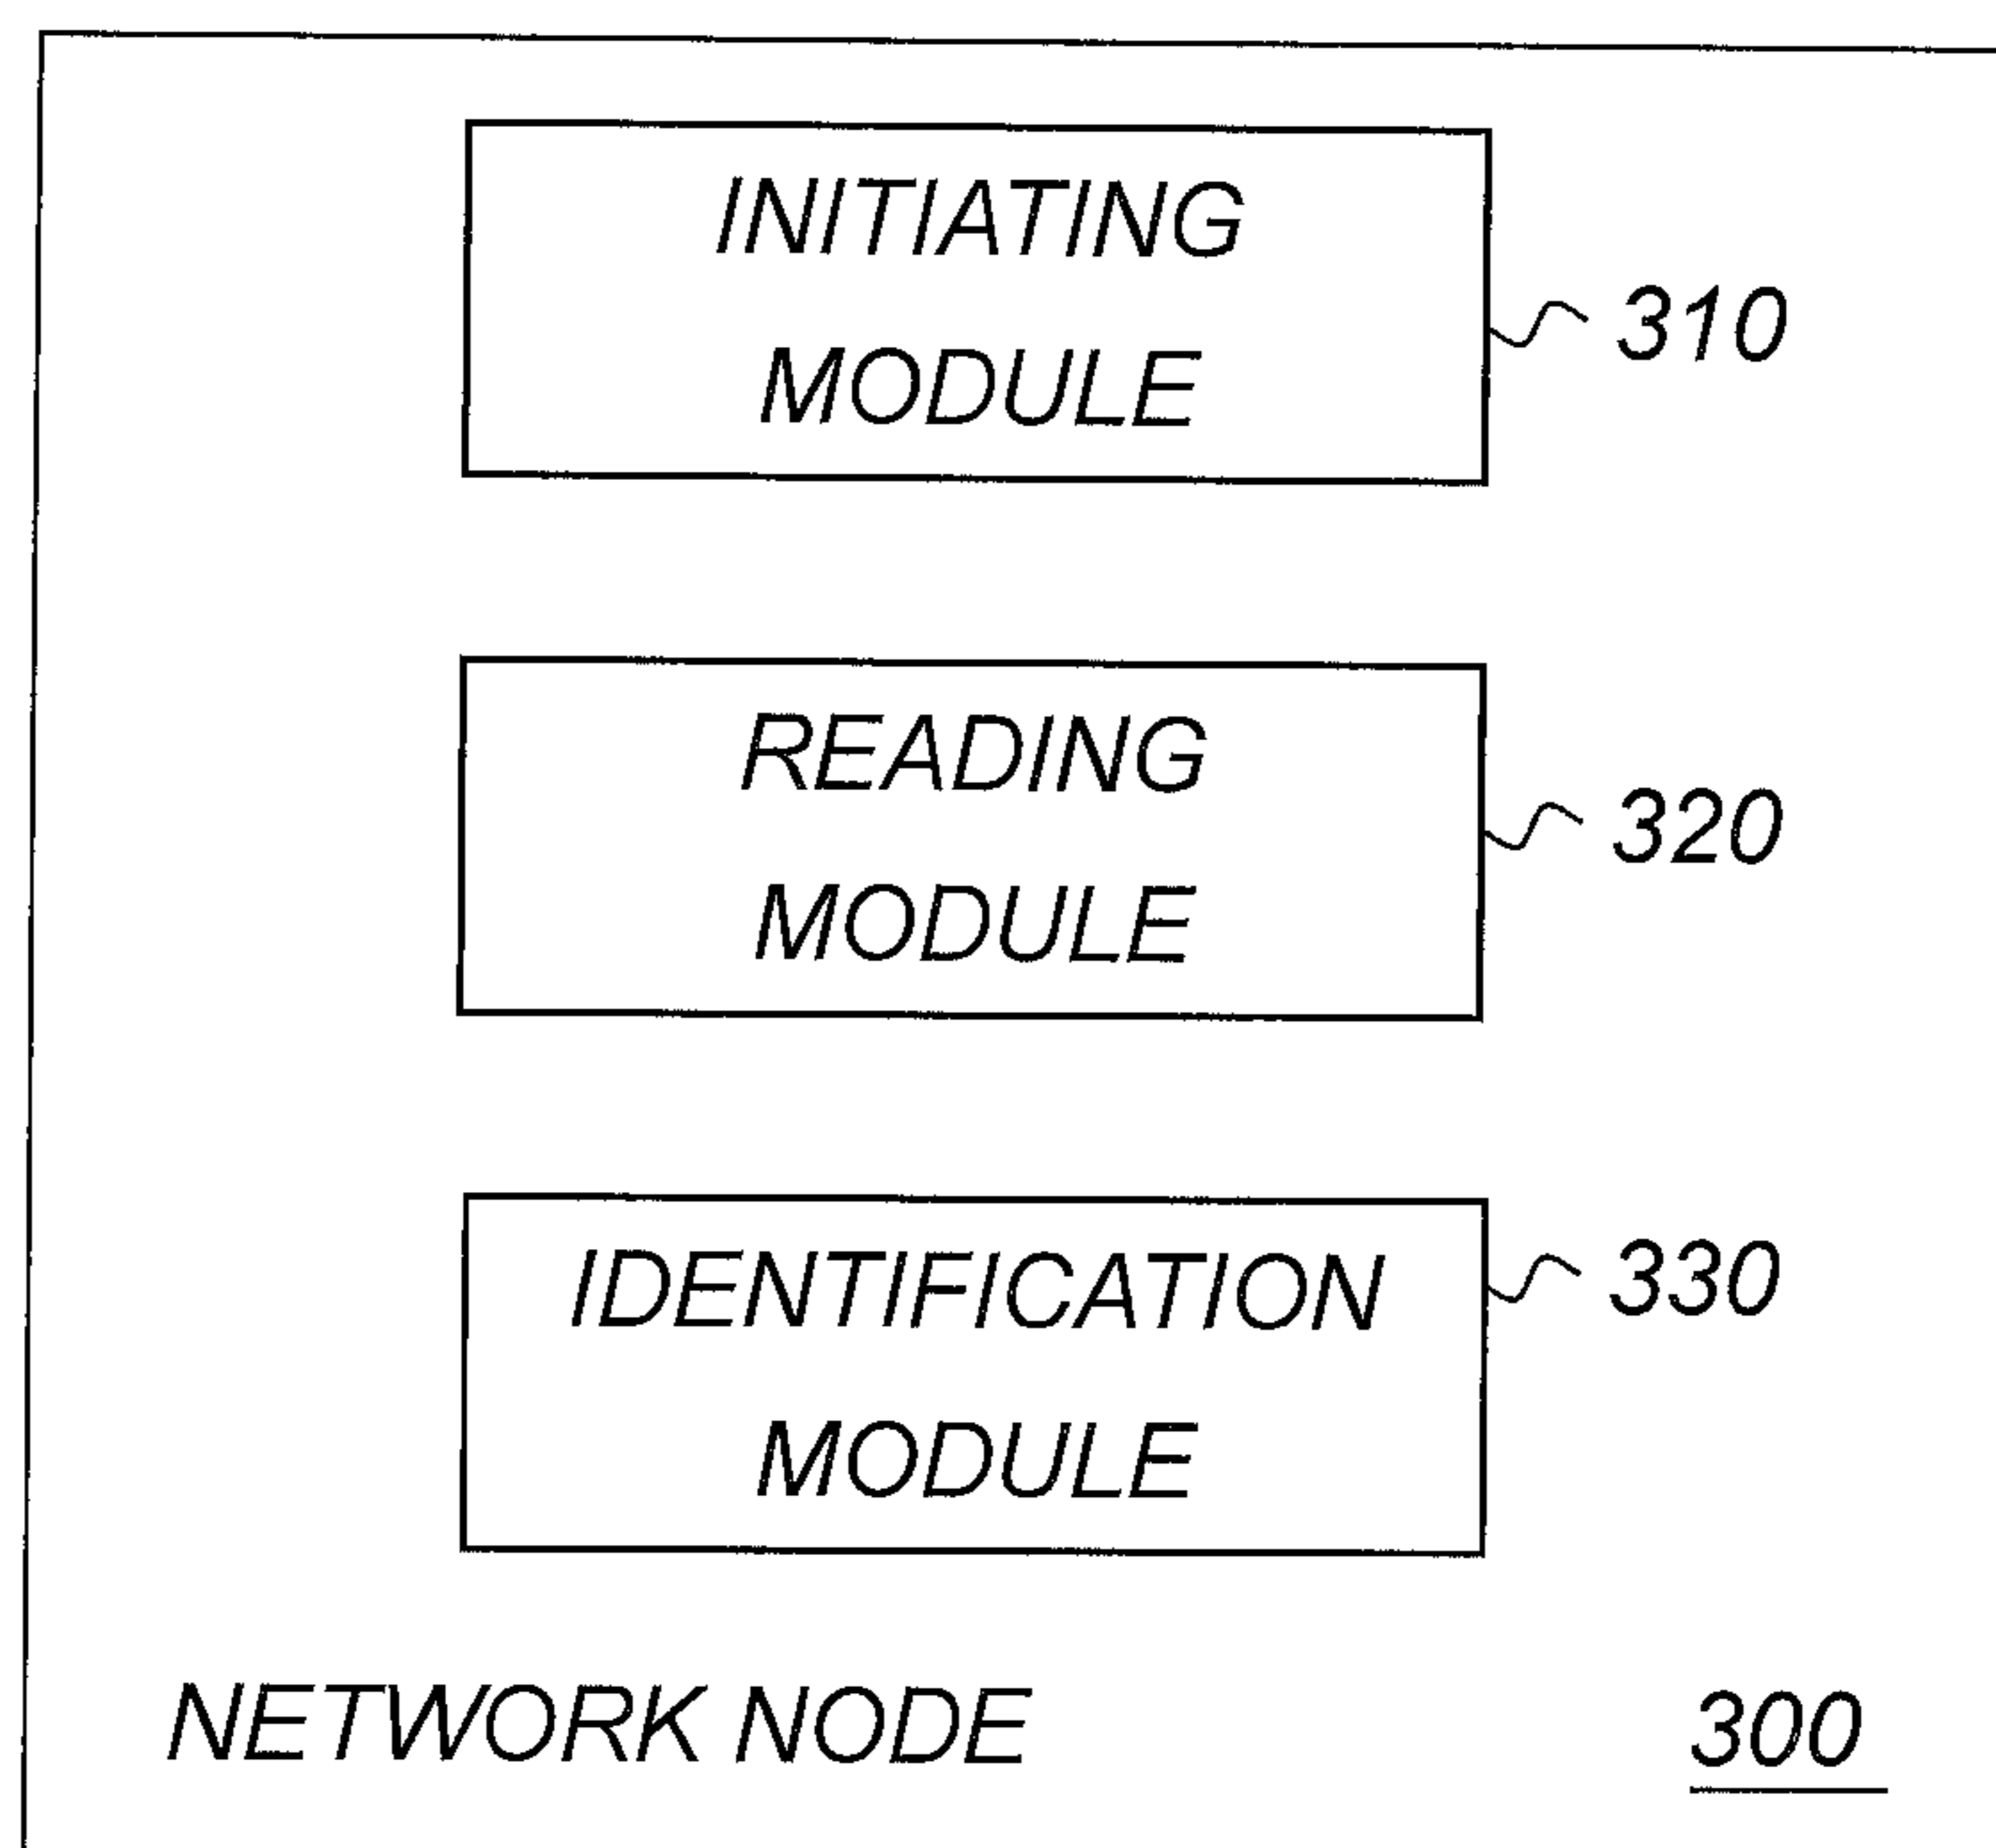 INITIATING
MODULE
310
READING
MODULE
320
IDENTIFICATION
MODULE
330
NETWORK NODE
300